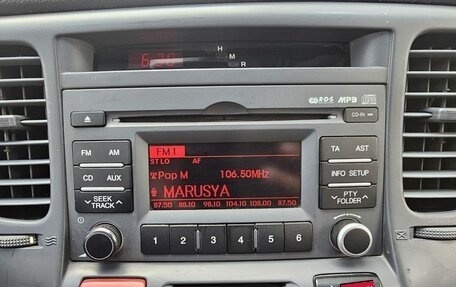 H
6:30 M
R
RDS MP3
CD-IN
FM AM
FM1
TA AST
ST LO AF
Pop M 106.50MHz
CD AUX
INFO SETUP
MARUSYA
SEEK TRACK
PTY FOLDER
87.50 88.10 98.10 104.10 108.00 87.50
1 2 3 4 5 6